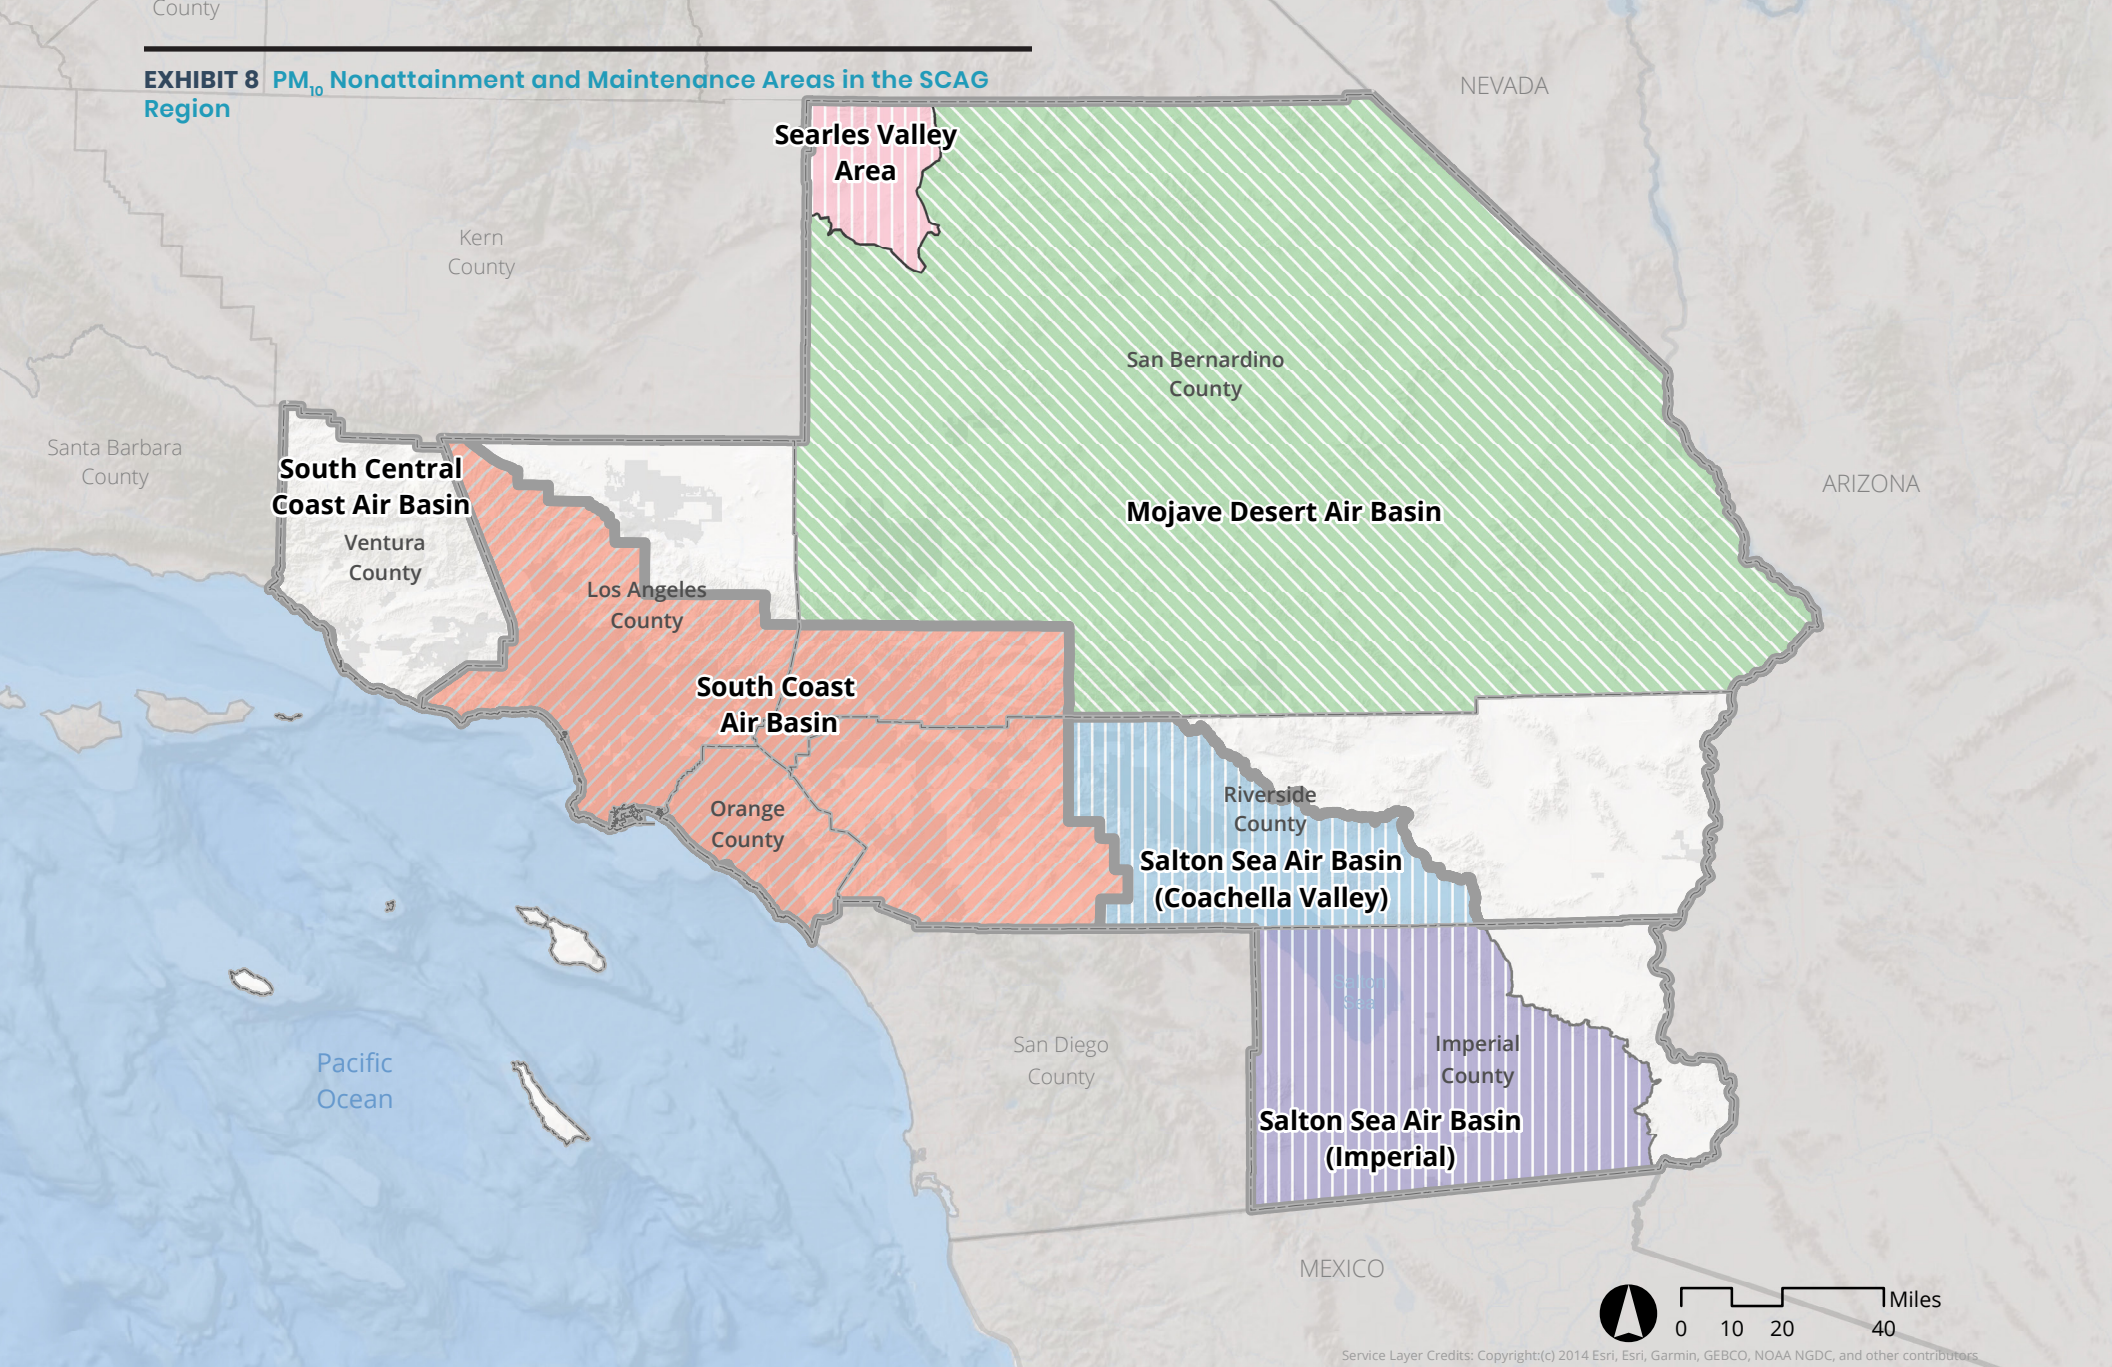 County
EXHIBIT 8 PM10 Nonattainment and Maintenance Areas in the SCAG
Region
NEVADA
Searles Valley
Area
Kern
County
San Bernardino
County
Santa Barbara
County
South Central
Coast Air Basin
ARIZONA
Mojave Desert Air Basin
Ventura
County
Los Angeles
County
South Coast
Air Basin
Orange
County
Riverside
County
Salton Sea Air Basin
(Coachella Valley)
Salton
Sea
San Diego
County
Imperial
County
Pacific
Ocean
Salton Sea Air Basin
(Imperial)
MEXICO
Miles
0 10 20 40
Service Layer Credits: Copyright:(c) 2014 Esri, Esri, Garmin, GEBCO, NOAA NGDC, and other contributors